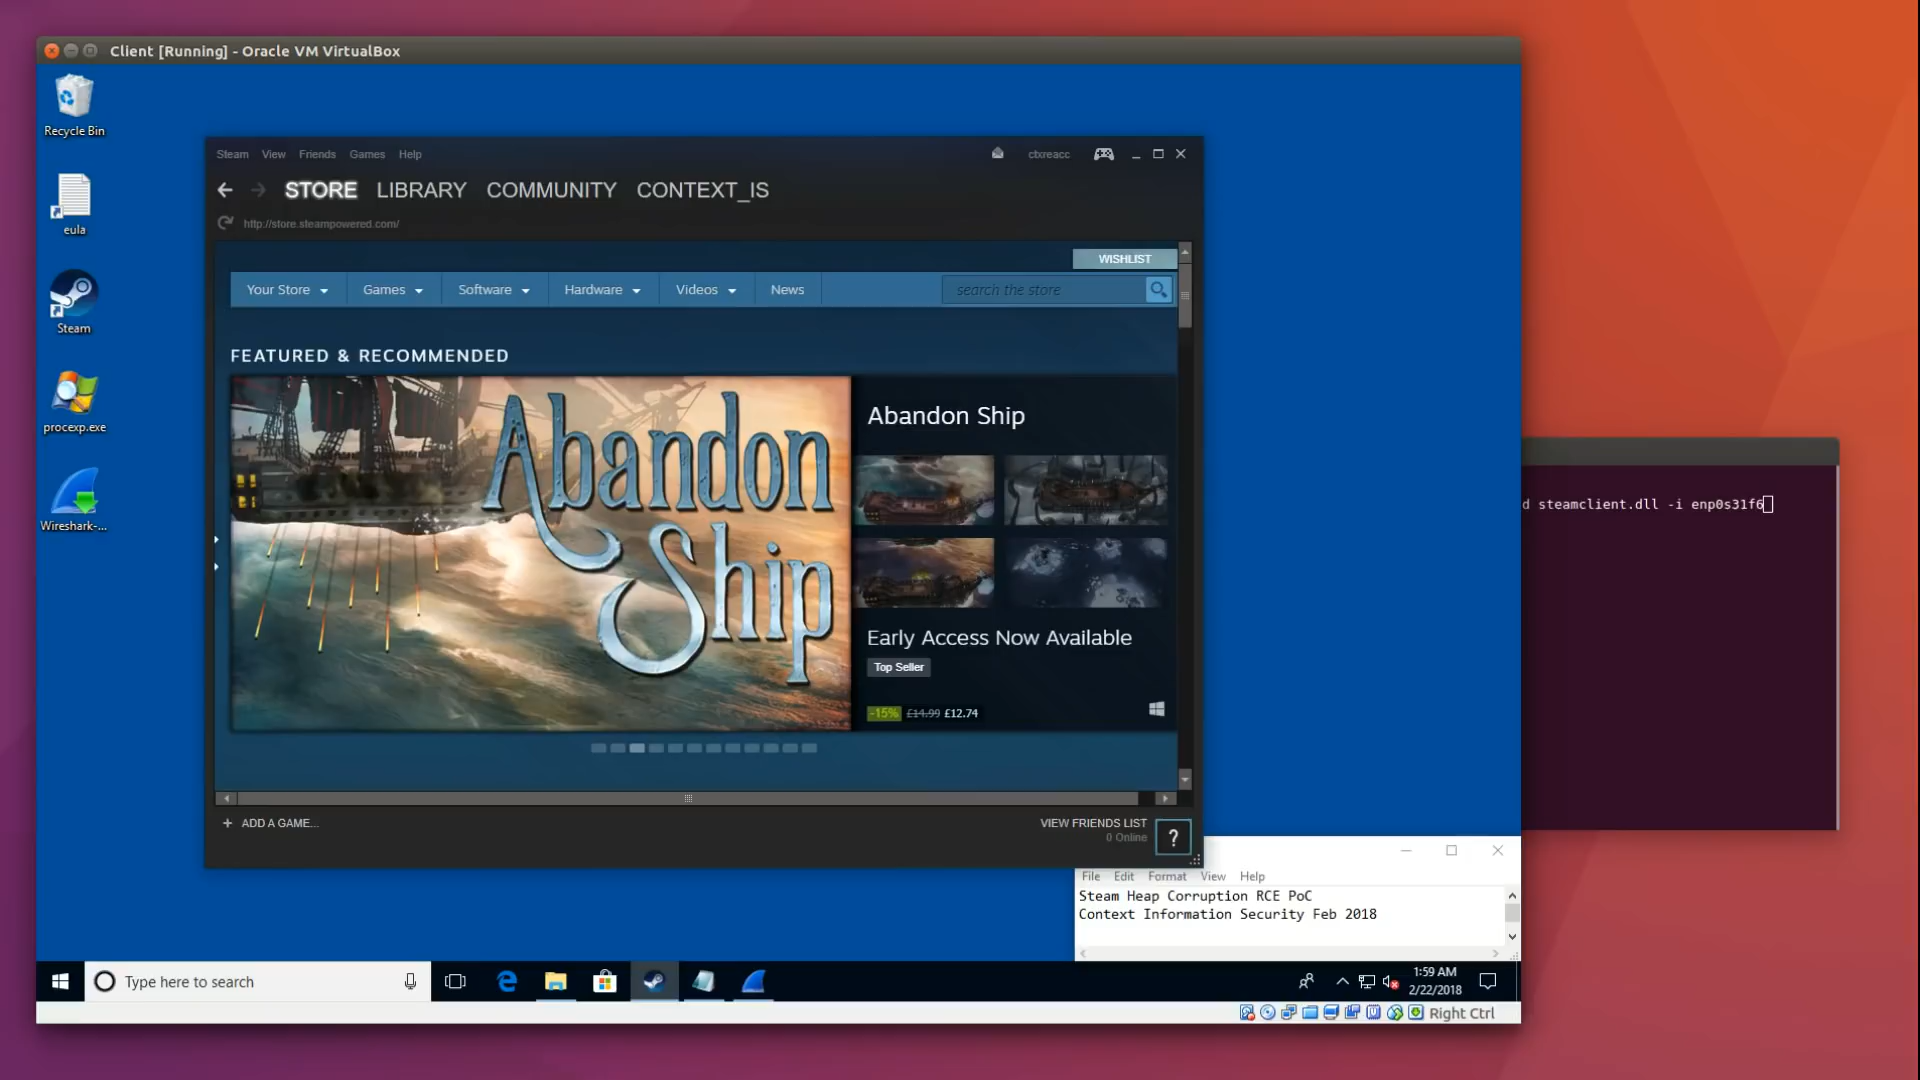 Client [Running] - Oracle VM VirtualBox
Recycle Bin
eula
Steam
procexp.exe
Wireshark-...
Steam View Friends Games Help
ctxreacc
STORE LIBRARY COMMUNITY CONTEXT_IS
http://store.steampowered.com/
WISHLIST
Your Store Games Software Hardware Videos News
search the store
FEATURED & RECOMMENDED
Abandon
Ship
Abandon Ship
Early Access Now Available
Top Seller
-15% £14.99 £12.74
+ ADD A GAME...
VIEW FRIENDS LIST
0 Online
?
d steamclient.dll -i enp0s31f6
File Edit Format View Help
Steam Heap Corruption RCE PoC
Context Information Security Feb 2018
Type here to search
1:59 AM
2/22/2018
Right Ctrl